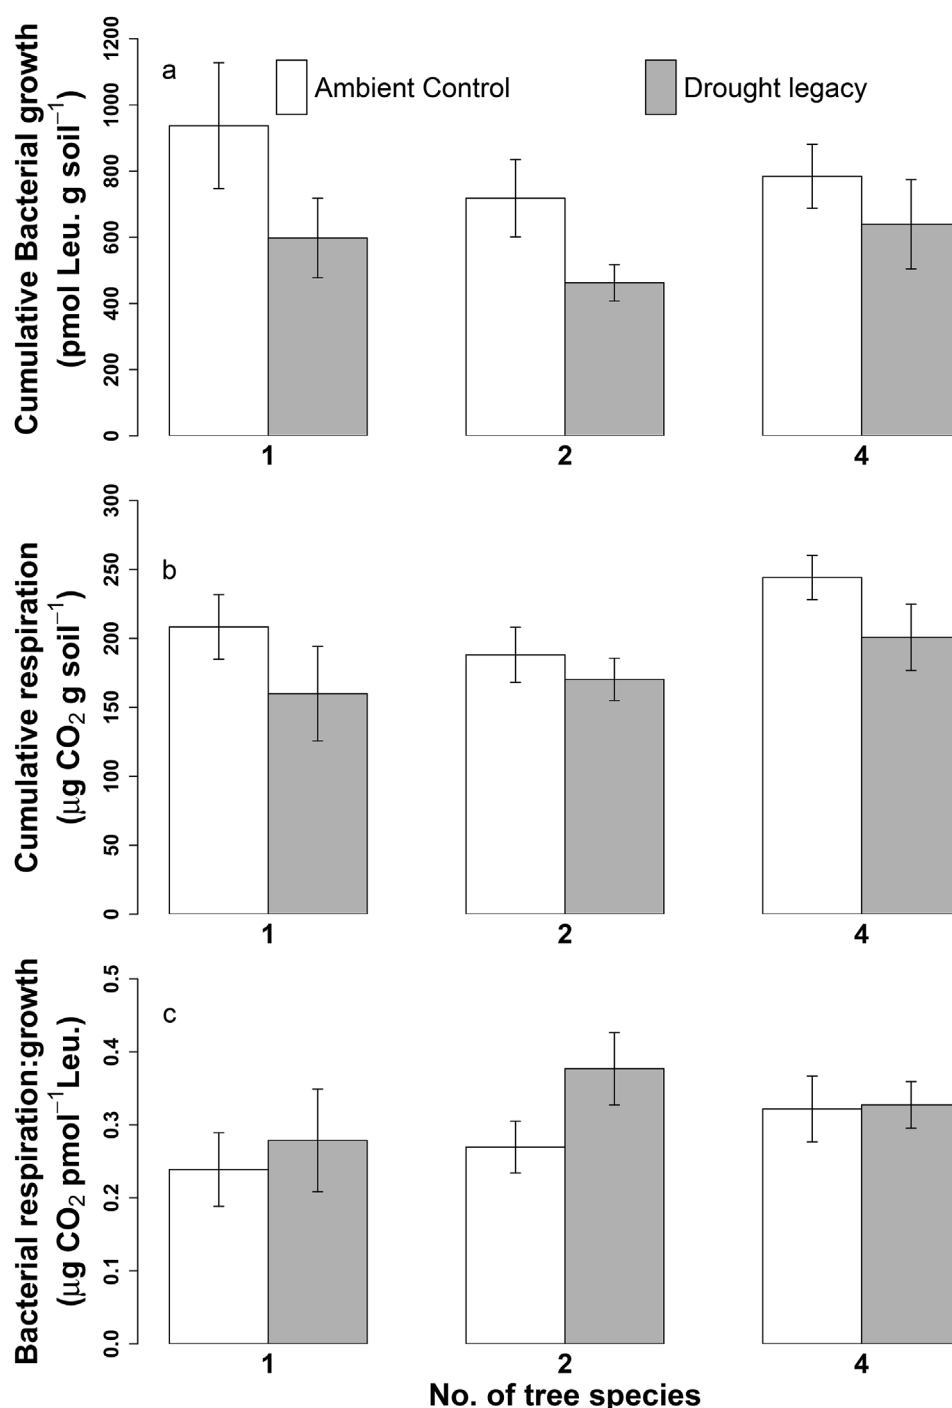 Cumulative Bacterial growth
(pmol Leu. g soil⁻¹)
1200
1000
800
600
400
200
0
a
Ambient Control
Drought legacy
1 2 4
Cumulative respiration
(μg CO₂ g soil⁻¹)
300
250
200
150
100
50
0
b
1 2 4
Bacterial respiration:growth
(μg CO₂ pmol⁻¹Leu.)
0.5
0.4
0.3
0.2
0.1
0.0
c
1 2 4
No. of tree species